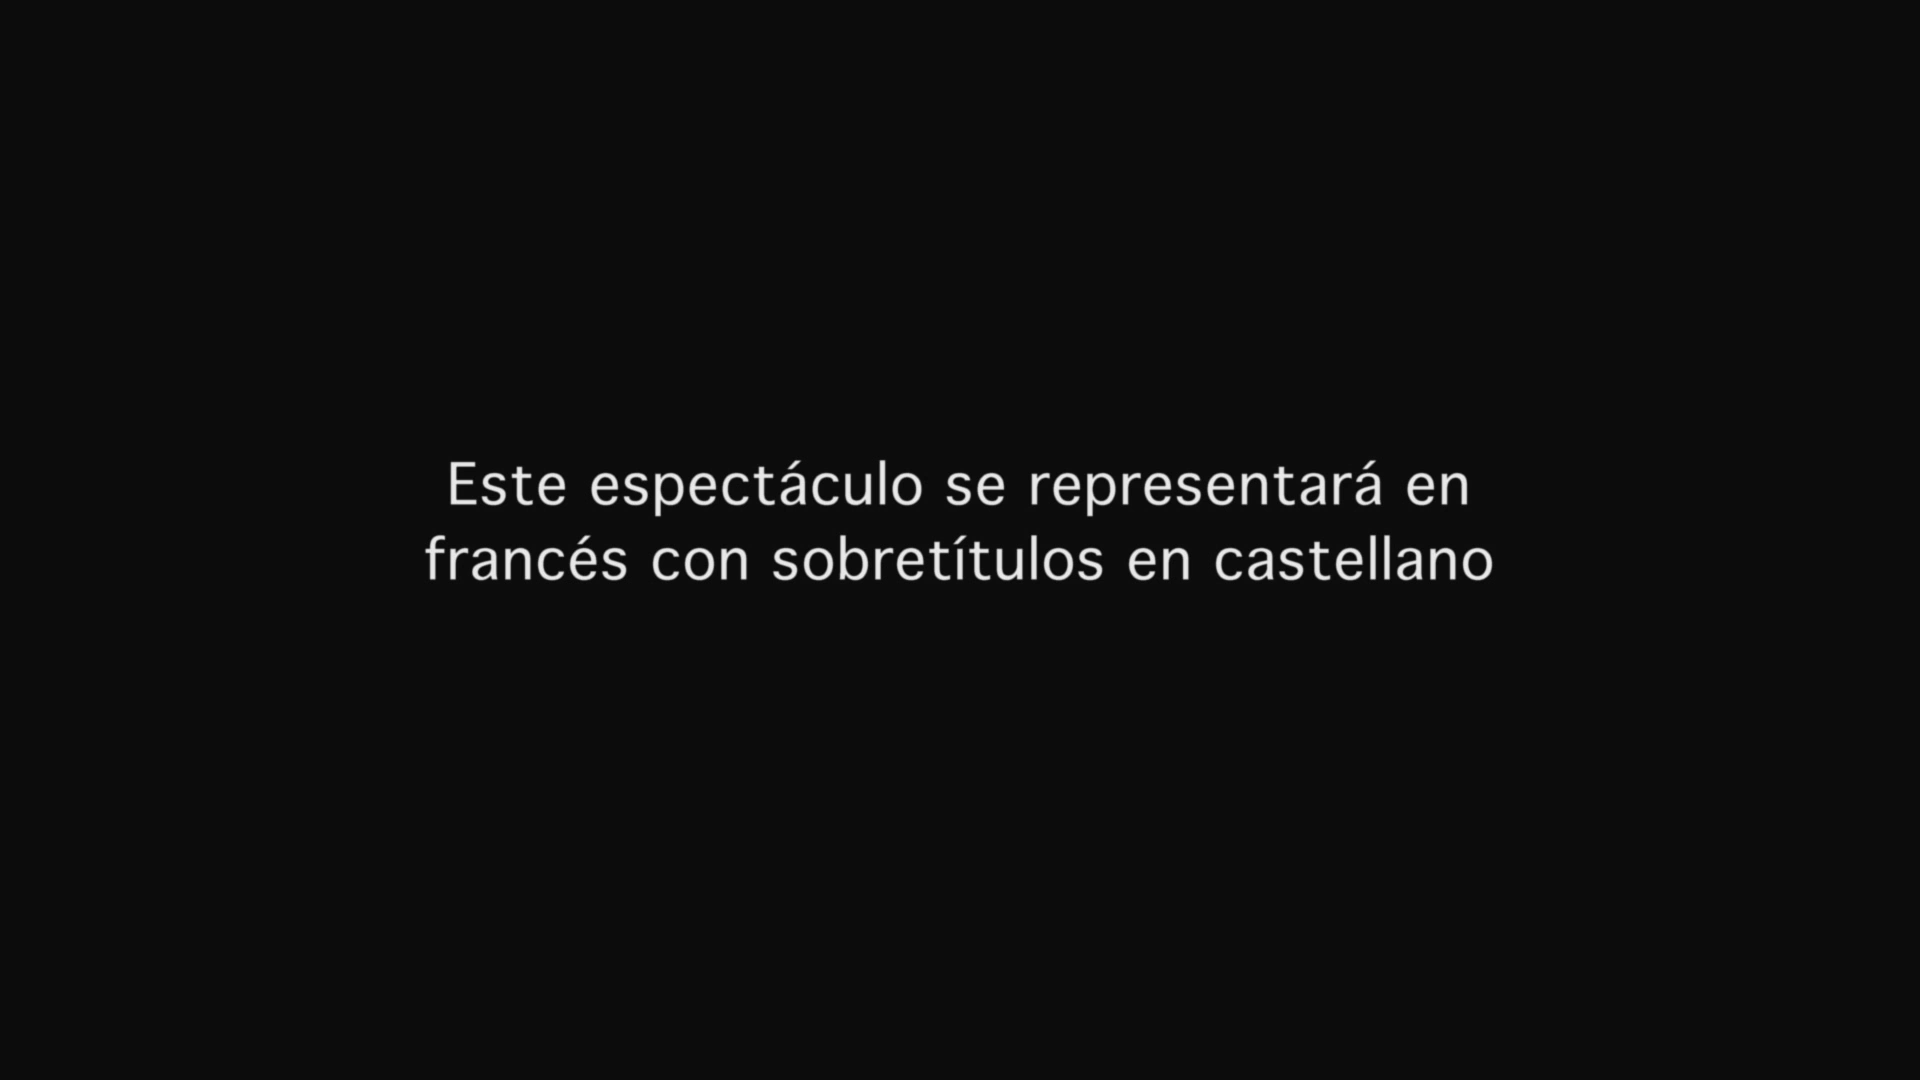 Este espectáculo se representará en
francés con sobretítulos en castellano